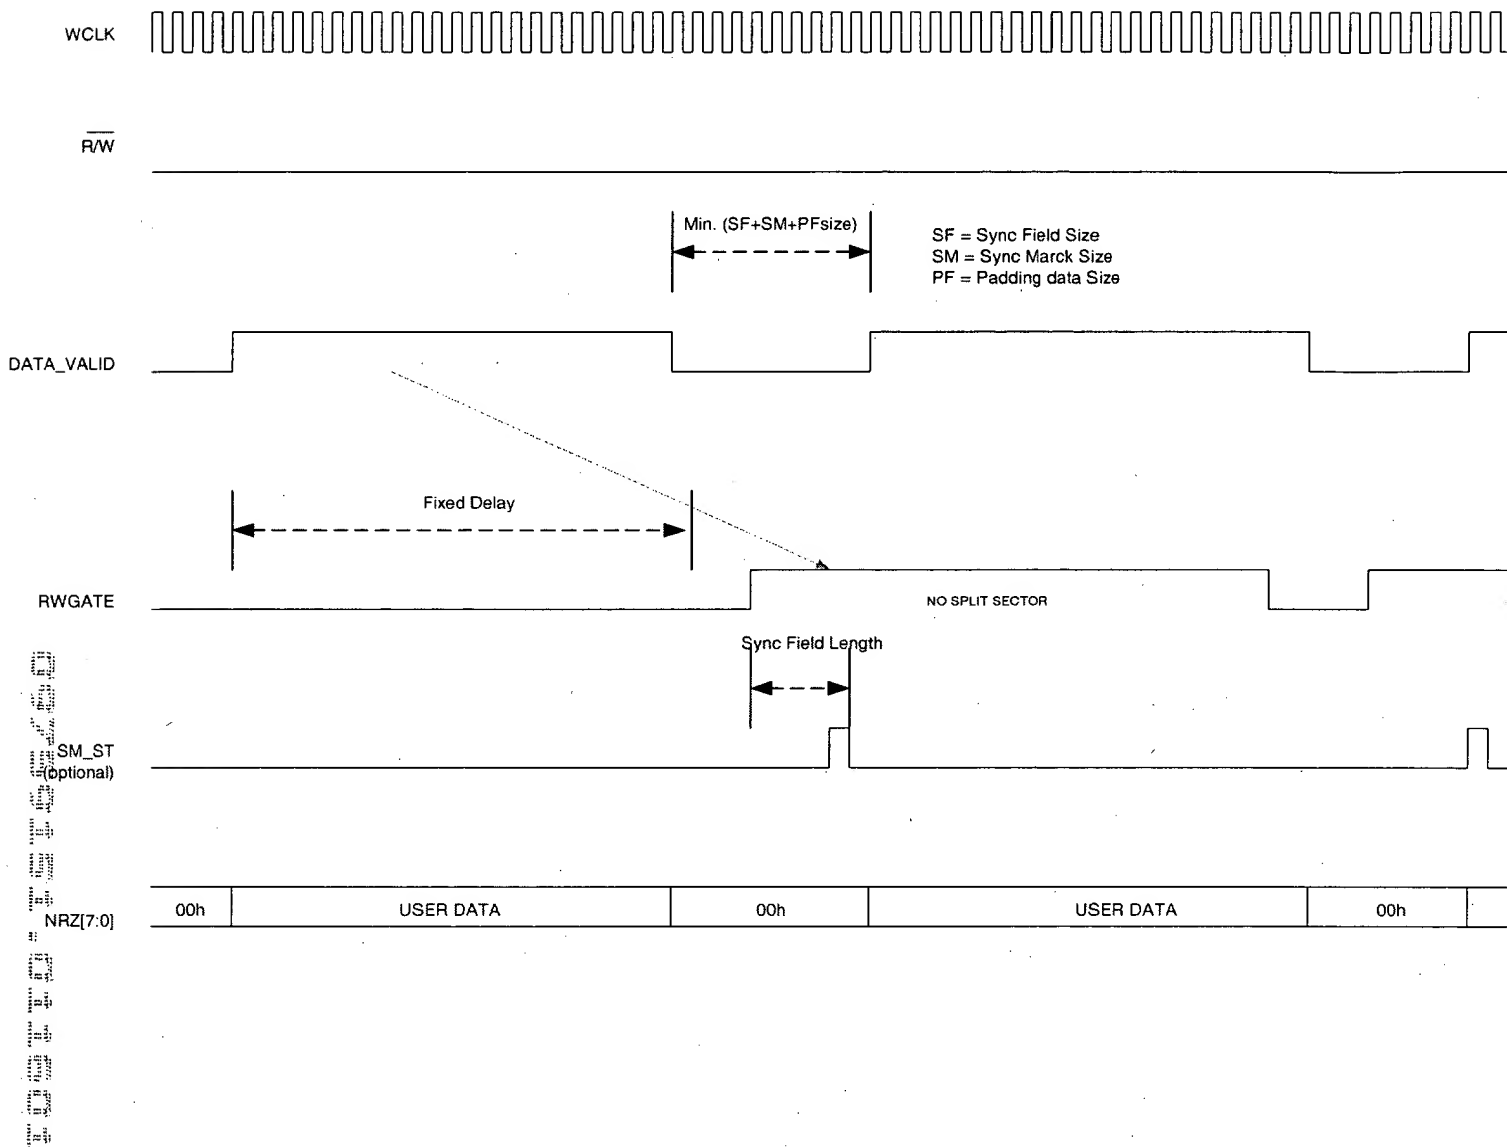 WCLK
R/W
Min. (SF+SM+PFsize)
SF = Sync Field Size
SM = Sync Marck Size
PF = Padding data Size
DATA_VALID
Fixed Delay
RWGATE
NO SPLIT SECTOR
Sync Field Length
SM_ST
(optional)
00h
USER DATA
00h
USER DATA
00h
NRZ[7:0]